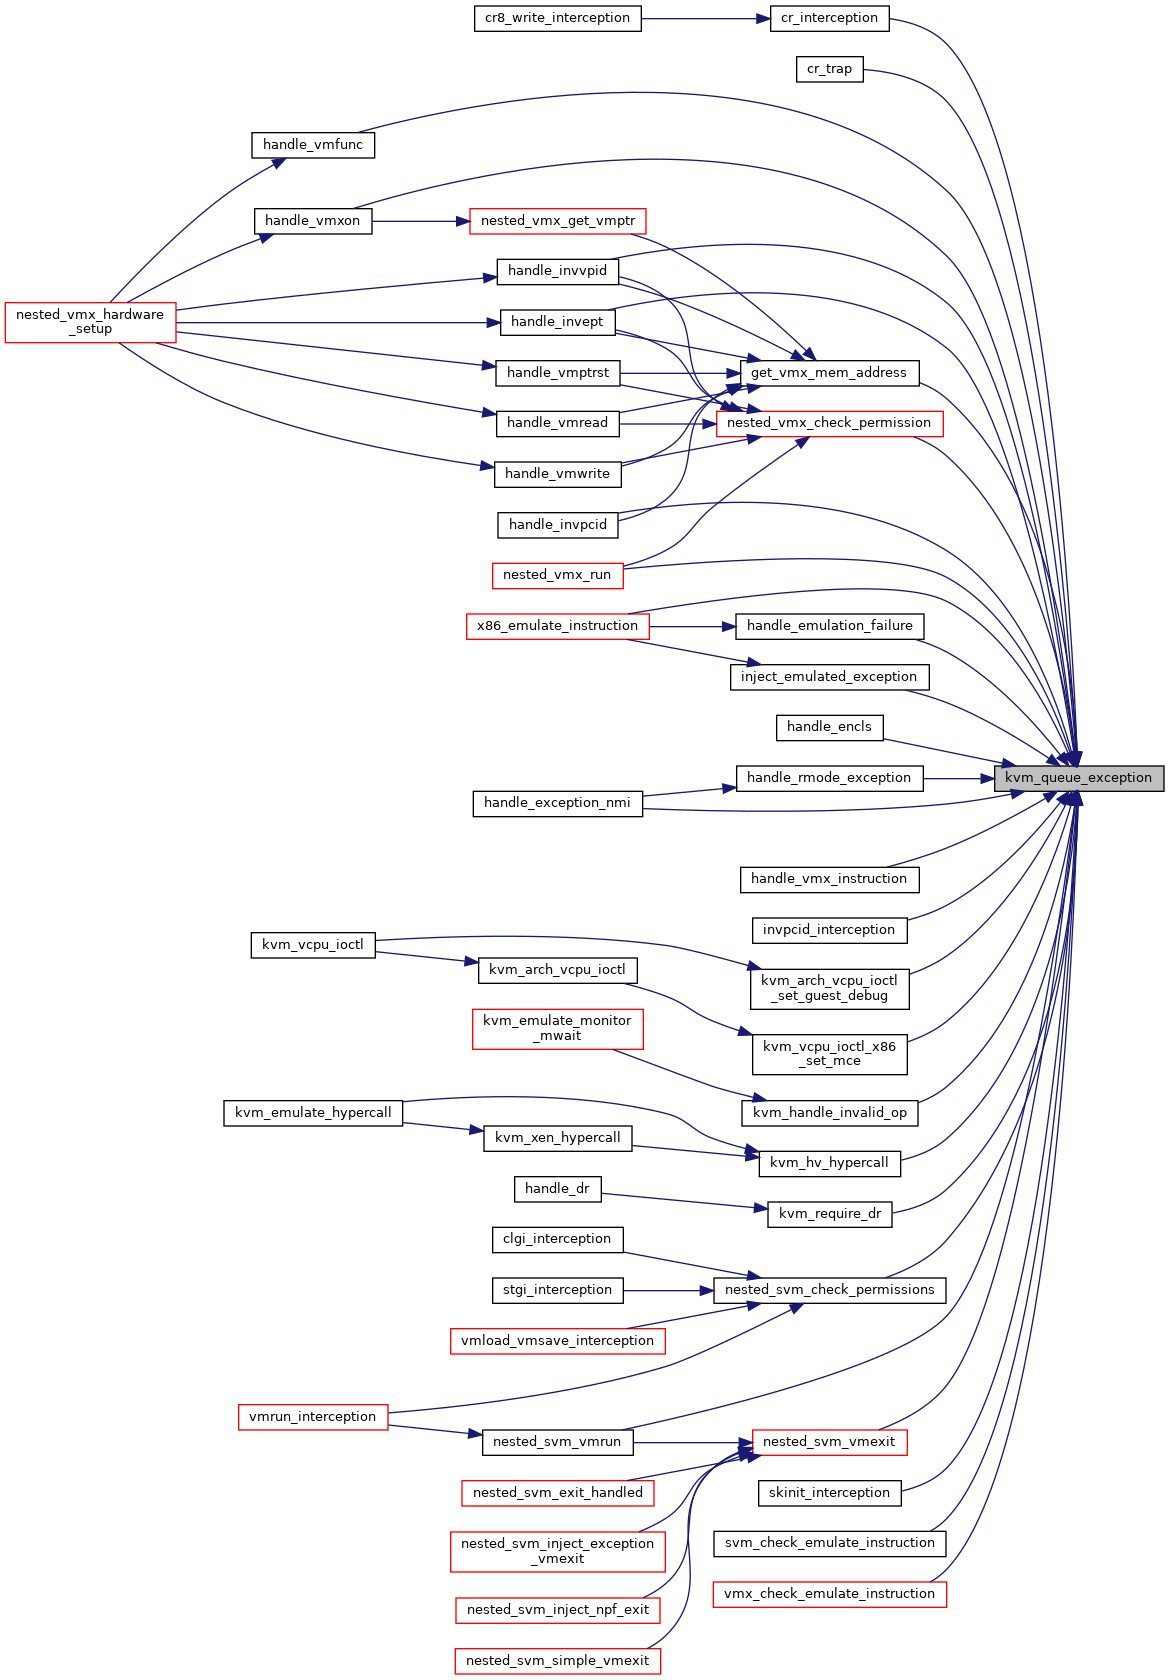 cr8_write_interception
cr_interception
cr_trap
handle_vmfunc
handle_vmxon
nested_vmx_get_vmptr
handle_invvpid
nested_vmx_hardware
_setup
handle_invept
handle_vmptrst
get_vmx_mem_address
handle_vmread
nested_vmx_check_permission
handle_vmwrite
handle_invpcid
nested_vmx_run
x86_emulate_instruction
handle_emulation_failure
inject_emulated_exception
handle_encls
handle_rmode_exception
kvm_queue_exception
handle_exception_nmi
handle_vmx_instruction
invpcid_interception
kvm_vcpu_ioctl
kvm_arch_vcpu_ioctl
kvm_arch_vcpu_ioctl
_set_guest_debug
kvm_emulate_monitor
_mwait
kvm_vcpu_ioctl_x86
_set_mce
kvm_emulate_hypercall
kvm_handle_invalid_op
kvm_xen_hypercall
kvm_hv_hypercall
handle_dr
kvm_require_dr
clgi_interception
stgi_interception
nested_svm_check_permissions
vmload_vmsave_interception
vmrun_interception
nested_svm_vmrun
nested_svm_vmexit
nested_svm_exit_handled
skinit_interception
nested_svm_inject_exception
_vmexit
svm_check_emulate_instruction
vmx_check_emulate_instruction
nested_svm_inject_npf_exit
nested_svm_simple_vmexit